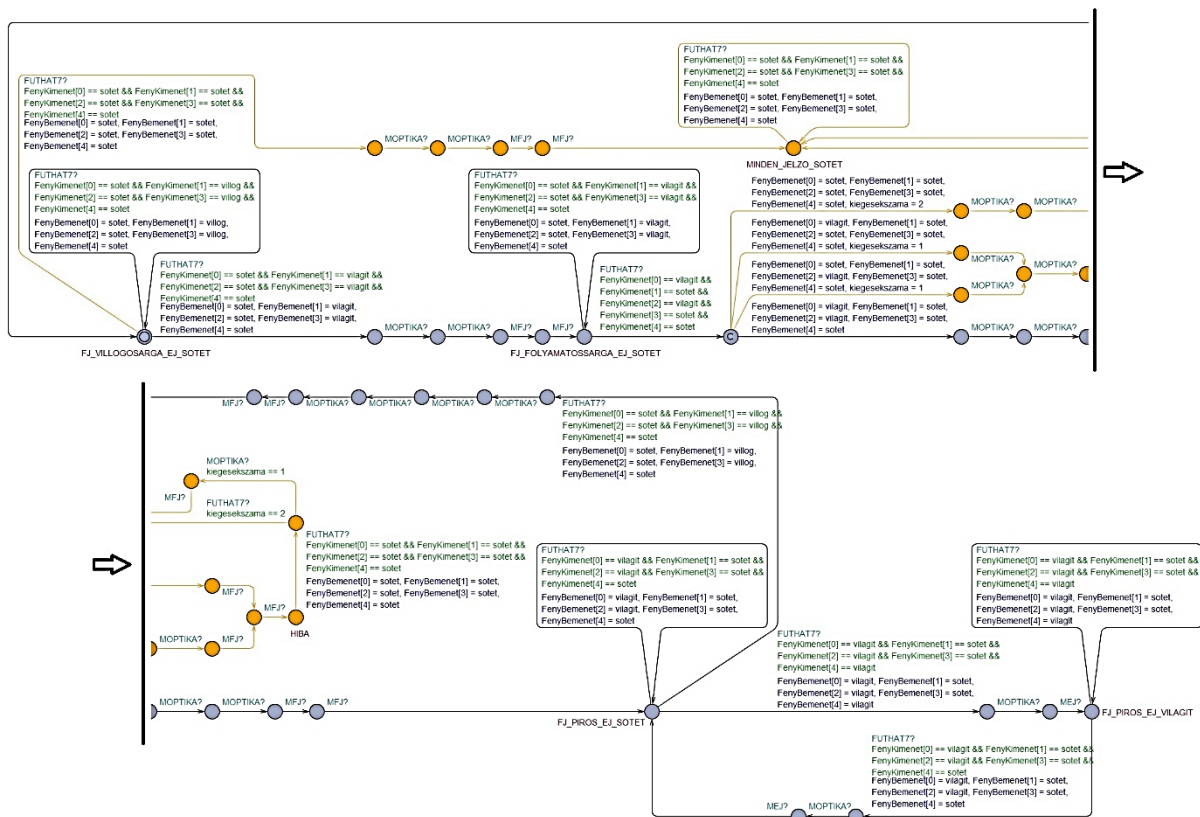 FUTHAT7?
FenyKimenet[0] == sotet && FenyKimenet[1] == sotet &&
FenyKimenet[2] == sotet && FenyKimenet[3] == sotet &&
FenyKimenet[4] == sotet
FenyBemenet[0] = sotet, FenyBemenet[1] = sotet,
FenyBemenet[2] = sotet, FenyBemenet[3] = sotet,
FenyBemenet[4] = sotet
MOPTIKA?
MOPTIKA?
MFJ?
MFJ?
FUTHAT7?
FenyKimenet[0] == sotet && FenyKimenet[1] == sotet &&
FenyKimenet[2] == sotet && FenyKimenet[3] == sotet &&
FenyKimenet[4] == sotet
FenyBemenet[0] = sotet, FenyBemenet[1] = sotet,
FenyBemenet[2] = sotet, FenyBemenet[3] = sotet,
FenyBemenet[4] = sotet
MINDEN_JELZO_SOTET
FUTHAT7?
FenyKimenet[0] == sotet && FenyKimenet[1] == villog &&
FenyKimenet[2] == sotet && FenyKimenet[3] == villog &&
FenyKimenet[4] == sotet
FenyBemenet[0] = sotet, FenyBemenet[1] = villog,
FenyBemenet[2] = sotet, FenyBemenet[3] = villog,
FenyBemenet[4] = sotet
FUTHAT7?
FenyKimenet[0] == sotet && FenyKimenet[1] == vilagit &&
FenyKimenet[2] == sotet && FenyKimenet[3] == vilagit &&
FenyKimenet[4] == sotet
FenyBemenet[0] = sotet, FenyBemenet[1] = vilagit,
FenyBemenet[2] = sotet, FenyBemenet[3] = vilagit,
FenyBemenet[4] = sotet
FUTHAT7?
FenyKimenet[0] == sotet && FenyKimenet[1] == vilagit &&
FenyKimenet[2] == sotet && FenyKimenet[3] == vilagit &&
FenyKimenet[4] == sotet
FenyBemenet[0] = sotet, FenyBemenet[1] = vilagit,
FenyBemenet[2] = sotet, FenyBemenet[3] = vilagit,
FenyBemenet[4] = sotet
FJ_VILLOGOSARGA_EJ_SOTET
MOPTIKA?
MOPTIKA?
MFJ?
MFJ?
FJ_FOLYAMATOSSARGA_EJ_SOTET
FUTHAT7?
FenyKimenet[0] == vilagit &&
FenyKimenet[1] == sotet &&
FenyKimenet[2] == vilagit &&
FenyKimenet[3] == sotet &&
FenyKimenet[4] == sotet
C
C
FenyBemenet[0] = sotet, FenyBemenet[1] = sotet,
FenyBemenet[2] = sotet, FenyBemenet[3] = sotet,
FenyBemenet[4] = sotet, kiegesekszama = 2
FenyBemenet[0] = vilagit, FenyBemenet[1] = sotet,
FenyBemenet[2] = sotet, FenyBemenet[3] = sotet,
FenyBemenet[4] = sotet, kiegesekszama = 1
FenyBemenet[0] = sotet, FenyBemenet[1] = sotet,
FenyBemenet[2] = vilagit, FenyBemenet[3] = sotet,
FenyBemenet[4] = sotet, kiegesekszama = 1
FenyBemenet[0] = vilagit, FenyBemenet[1] = sotet,
FenyBemenet[2] = vilagit, FenyBemenet[3] = sotet,
FenyBemenet[4] = sotet
MOPTIKA?
MOPTIKA?
MOPTIKA?
MOPTIKA?
MOPTIKA?
MOPTIKA?
MOPTIKA?
MFJ?
MFJ?
MOPTIKA?
MOPTIKA?
MOPTIKA?
MOPTIKA?
FUTHAT7?
FenyKimenet[0] == sotet && FenyKimenet[1] == villog &&
FenyKimenet[2] == sotet && FenyKimenet[3] == villog &&
FenyKimenet[4] == sotet
FenyBemenet[0] = sotet, FenyBemenet[1] = villog,
FenyBemenet[2] = sotet, FenyBemenet[3] = villog,
FenyBemenet[4] = sotet
MOPTIKA?
kiegesekszama == 1
MFJ?
FUTHAT7?
kiegesekszama == 2
FUTHAT7?
FenyKimenet[0] == sotet && FenyKimenet[1] == sotet &&
FenyKimenet[2] == sotet && FenyKimenet[3] == sotet &&
FenyKimenet[4] == sotet
FenyBemenet[0] = sotet, FenyBemenet[1] = sotet,
FenyBemenet[2] = sotet, FenyBemenet[3] = sotet,
FenyBemenet[4] = sotet
MFJ?
MFJ?
HIBA
MOPTIKA?
MFJ?
FUTHAT7?
FenyKimenet[0] == vilagit && FenyKimenet[1] == sotet &&
FenyKimenet[2] == vilagit && FenyKimenet[3] == sotet &&
FenyKimenet[4] == sotet
FenyBemenet[0] = vilagit, FenyBemenet[1] = sotet,
FenyBemenet[2] = vilagit, FenyBemenet[3] = sotet,
FenyBemenet[4] = sotet
FUTHAT7?
FenyKimenet[0] == vilagit && FenyKimenet[1] == sotet &&
FenyKimenet[2] == vilagit && FenyKimenet[3] == sotet &&
FenyKimenet[4] == vilagit
FenyBemenet[0] = vilagit, FenyBemenet[1] = sotet,
FenyBemenet[2] = vilagit, FenyBemenet[3] = sotet,
FenyBemenet[4] = vilagit
FUTHAT7?
FenyKimenet[0] == vilagit && FenyKimenet[1] == sotet &&
FenyKimenet[2] == vilagit && FenyKimenet[3] == sotet &&
FenyKimenet[4] == vilagit
FenyBemenet[0] = vilagit, FenyBemenet[1] = sotet,
FenyBemenet[2] = vilagit, FenyBemenet[3] = sotet,
FenyBemenet[4] = vilagit
MOPTIKA?
MOPTIKA?
MFJ?
MFJ?
FJ_PIROS_EJ_SOTET
MOPTIKA?
MEJ?
FJ_PIROS_EJ_VILAGIT
FUTHAT7?
FenyKimenet[0] == vilagit && FenyKimenet[1] == sotet &&
FenyKimenet[2] == vilagit && FenyKimenet[3] == sotet &&
FenyKimenet[4] == sotet
FenyBemenet[0] = vilagit, FenyBemenet[1] = sotet,
FenyBemenet[2] = vilagit, FenyBemenet[3] = sotet,
FenyBemenet[4] = sotet
MEJ?
MOPTIKA?